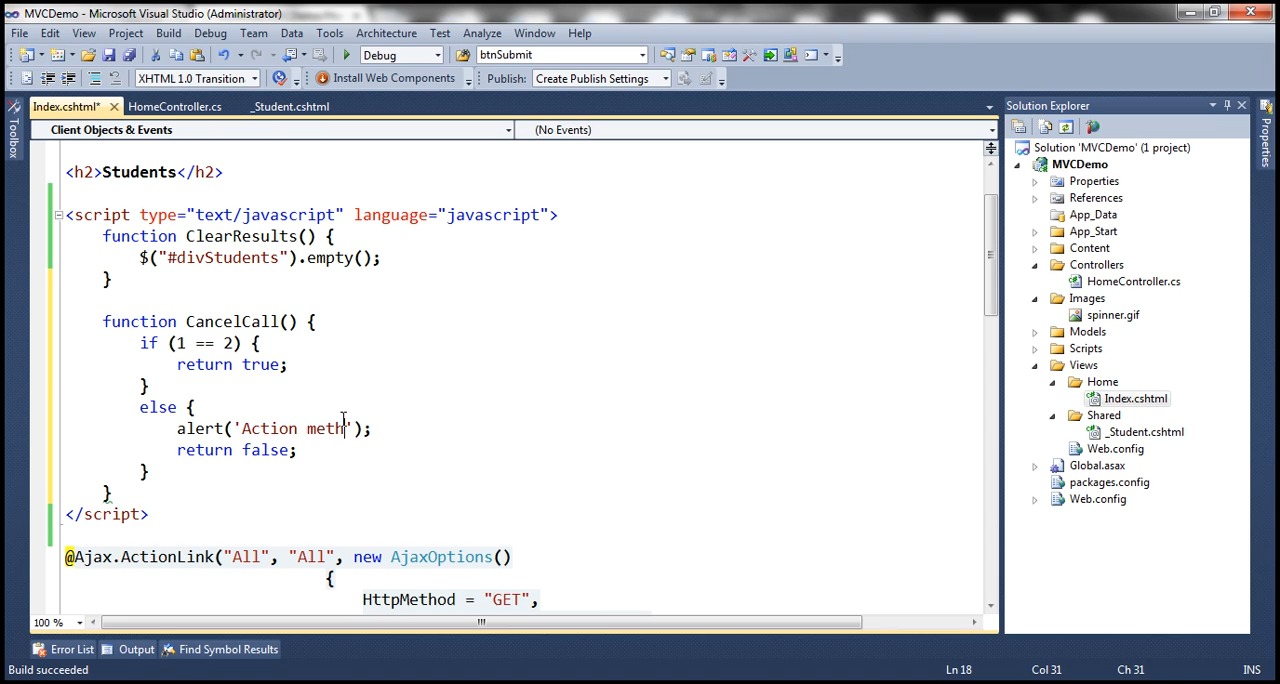 MVCDemo - Microsoft Visual Studio (Administrator)
File Edit View Project Build Debug Team Data Tools Architecture Test Analyze Window Help
Debug btnSubmit
XHTML 1.0 Transition Install Web Components Publish: Create Publish Settings
Index.cshtml* HomeController.cs _Student.cshtml
Client Objects & Events (No Events)
<h2>Students</h2>
<script type="text/javascript" language="javascript">
function ClearResults() {
$("#divStudents").empty();
}
function CancelCall() {
if (1 == 2) {
return true;
}
else {
alert('Action meth');
return false;
}
}
</script>
@Ajax.ActionLink("All", "All", new AjaxOptions()
{
HttpMethod = "GET",
100 %
Toolbox
Solution Explorer
Solution 'MVCDemo' (1 project)
MVCDemo
Properties
References
App_Data
App_Start
Content
Controllers
HomeController.cs
Images
spinner.gif
Models
Scripts
Views
Home
Index.cshtml
Shared
_Student.cshtml
Web.config
Global.asax
packages.config
Web.config
Properties
Error List Output Find Symbol Results
Build succeeded Ln 18 Col 31 Ch 31 INS